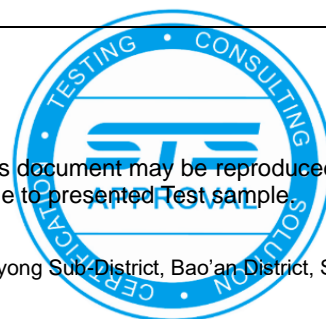 TESTING • CONSULTING • SOLUTION • CERTIFICATION •
STS
s document may be reproduced
e to presented Test sample.
APPROVAL
yong Sub-District, Bao'an District, S